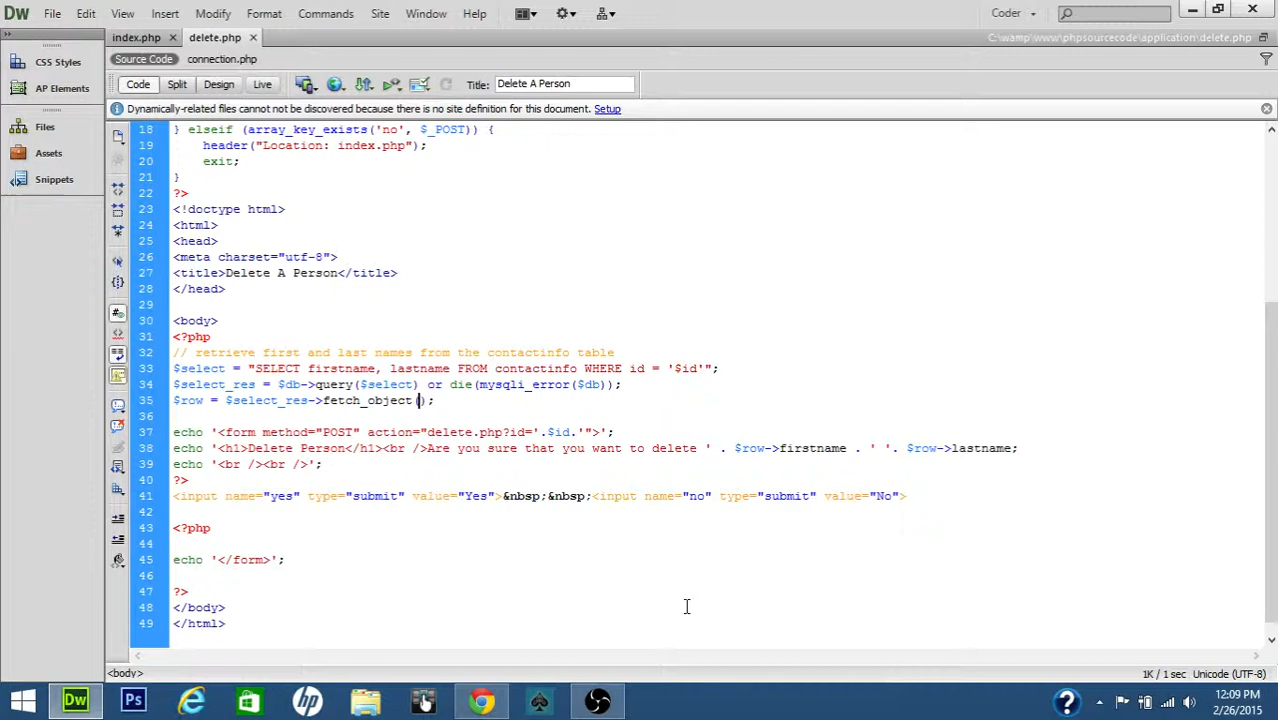 Dw File Edit View Insert Modify Format Commands Site Window Help Coder
index.php delete.php C:\wamp\www\phpsourcecode\application\delete.php
Source Code connection.php
CSS Styles
AP Elements
Files
Assets
Snippets
Code Split Design Live Title: Delete A Person
Dynamically-related files cannot not be discovered because there is no site definition for this document. Setup
18 } elseif (array_key_exists('no', $_POST)) {
19 header("Location: index.php");
20 exit;
21 }
22 ?>
23 <!doctype html>
24 <html>
25 <head>
26 <meta charset="utf-8">
27 <title>Delete A Person</title>
28 </head>
29
30 <body>
31 <?php
32 // retrieve first and last names from the contactinfo table
33 $select = "SELECT firstname, lastname FROM contactinfo WHERE id = '$id'";
34 $select_res = $db->query($select) or die(mysqli_error($db));
35 $row = $select_res->fetch_object();
36
37 echo '<form method="POST" action="delete.php?id='.$id.'">';
38 echo '<h1>Delete Person</h1><br />Are you sure that you want to delete ' . $row->firstname . ' '. $row->lastname;
39 echo '<br /><br />';
40 ?>
41 <input name="yes" type="submit" value="Yes">&nbsp;&nbsp;<input name="no" type="submit" value="No">
42
43 <?php
44
45 echo '</form>';
46
47 ?>
48 </body>
49 </html>
<body> 1K / 1 sec Unicode (UTF-8)
Dw Ps hp 12:09 PM
2/26/2015